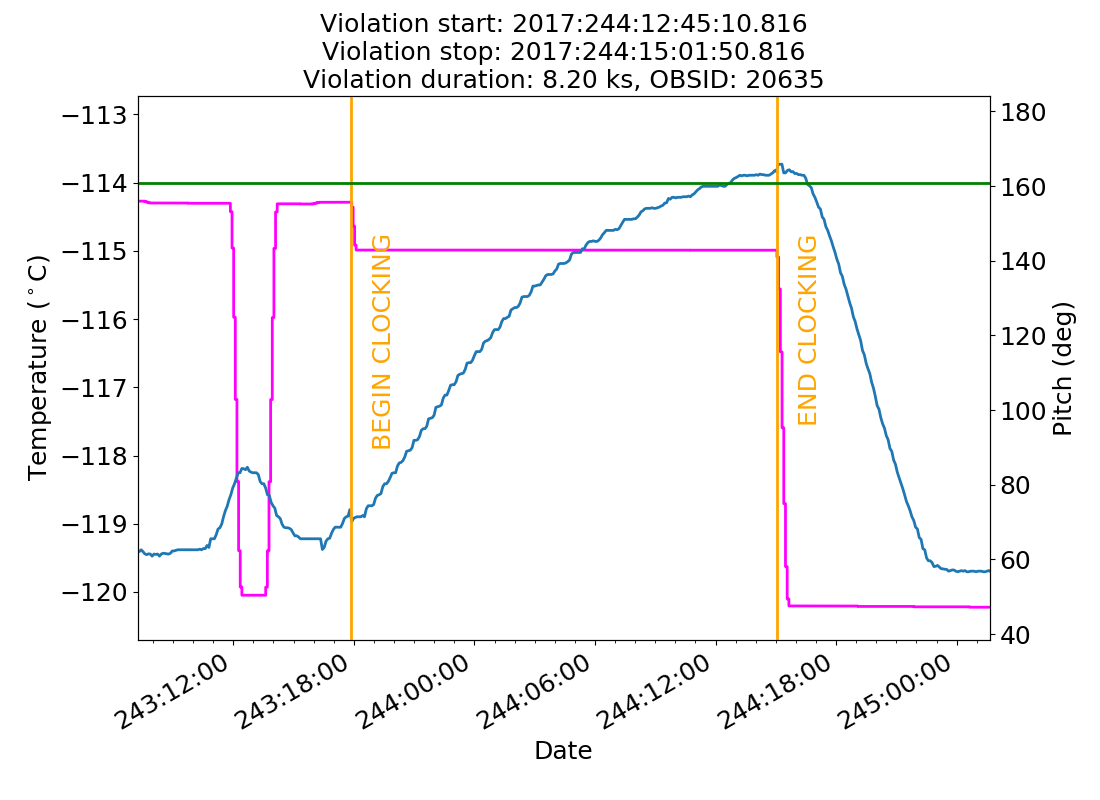 Violation start: 2017:244:12:45:10.816
Violation stop: 2017:244:15:01:50.816
Violation duration: 8.20 ks, OBSID: 20635
−113
−114
−115
−116
−117
−118
−119
−120
Temperature (°C)
BEGIN CLOCKING
END CLOCKING
180
160
140
120
100
80
60
40
Pitch (deg)
243:12:00
243:18:00
244:00:00
244:06:00
244:12:00
244:18:00
245:00:00
Date